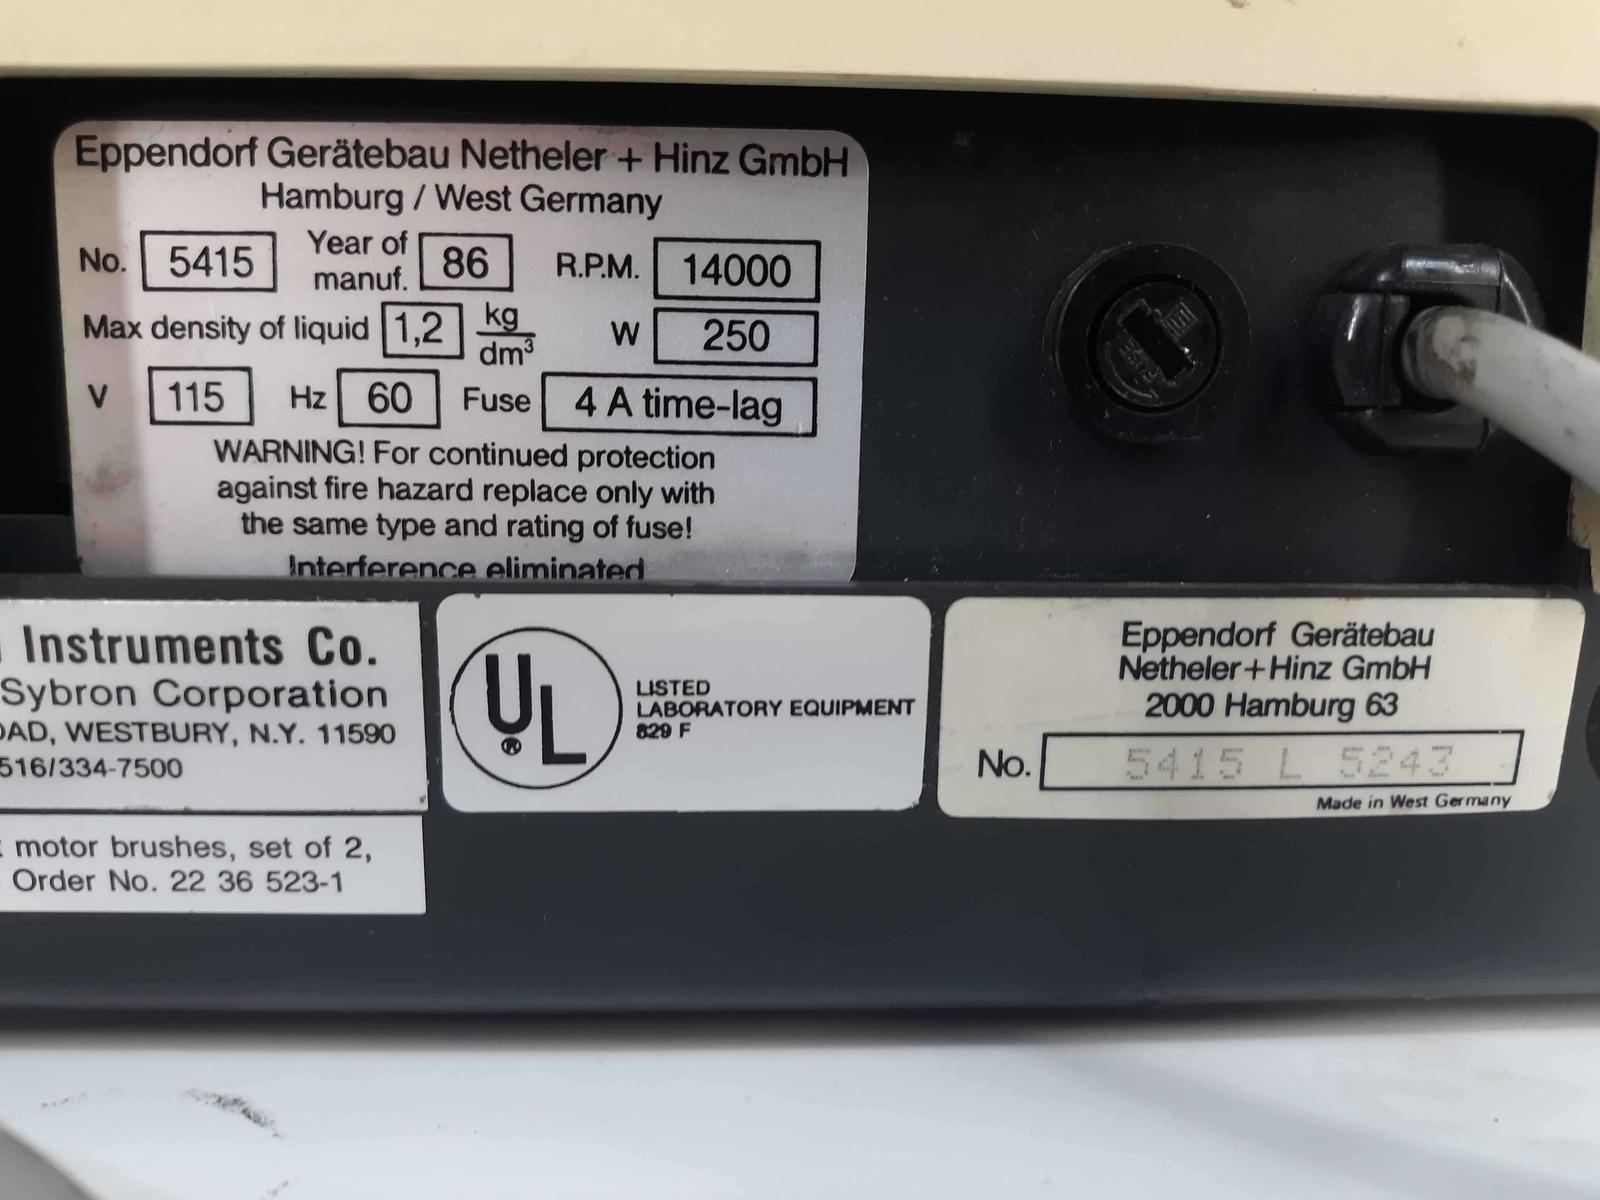 Eppendorf Gerätebau Netheler + Hinz GmbH
Hamburg / West Germany
No. 5415 Year of manuf. 86 R.P.M. 14000
Max density of liquid 1,2 kg/dm³ W 250
V 115 Hz 60 Fuse 4 A time-lag
WARNING! For continued protection
against fire hazard replace only with
the same type and rating of fuse!
Interference eliminated
Instruments Co.
Sybron Corporation
WESTBURY, N.Y. 11590
516/334-7500
motor brushes, set of 2,
Order No. 22 36 523-1
UL
®
LISTED
LABORATORY EQUIPMENT
829 F
Eppendorf Gerätebau
Netheler+Hinz GmbH
2000 Hamburg 63
No. 5415 L 5243
Made in West Germany